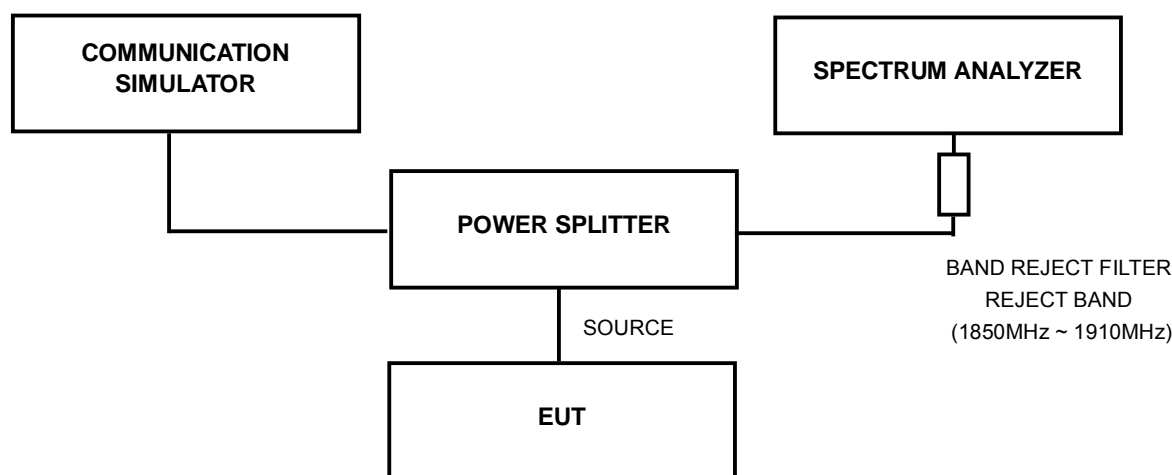 COMMUNICATION
SIMULATOR
SPECTRUM ANALYZER
POWER SPLITTER
BAND REJECT FILTER
REJECT BAND
(1850MHz ~ 1910MHz)
SOURCE
EUT